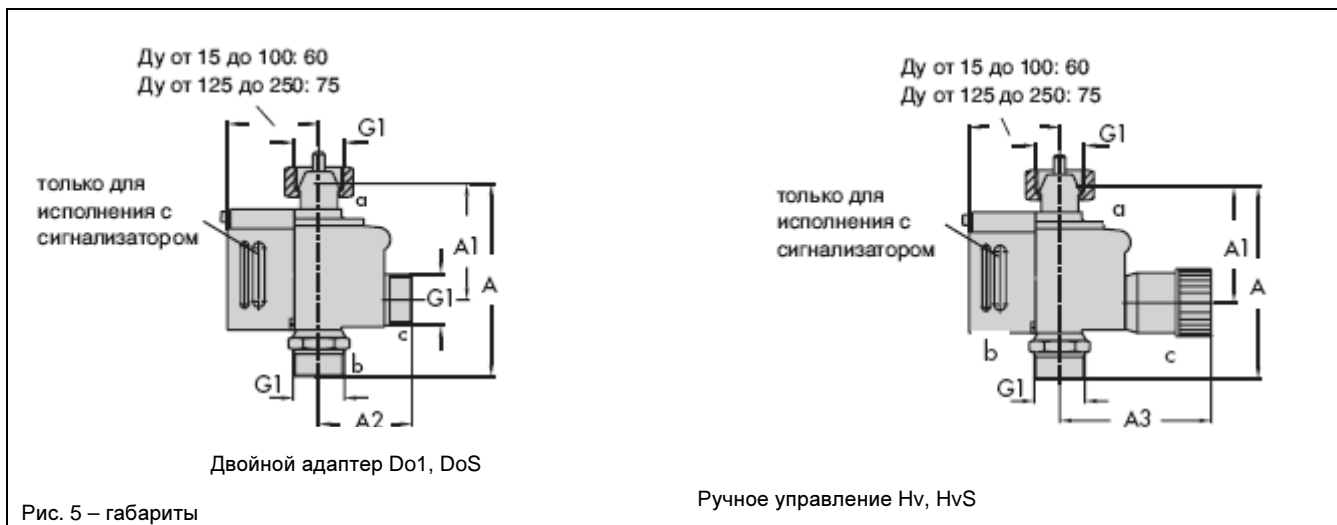 Ду от 15 до 100: 60
Ду от 125 до 250: 75
G1
только для
исполнения с
сигнализатором
a
A1
A
G1
c
b
G1
A2
Двойной адаптер Do1, DoS
Ду от 15 до 100: 60
Ду от 125 до 250: 75
G1
только для
исполнения с
сигнализатором
a
A1
A
b
c
G1
A3
Ручное управление Hv, HvS
Рис. 5 – габариты